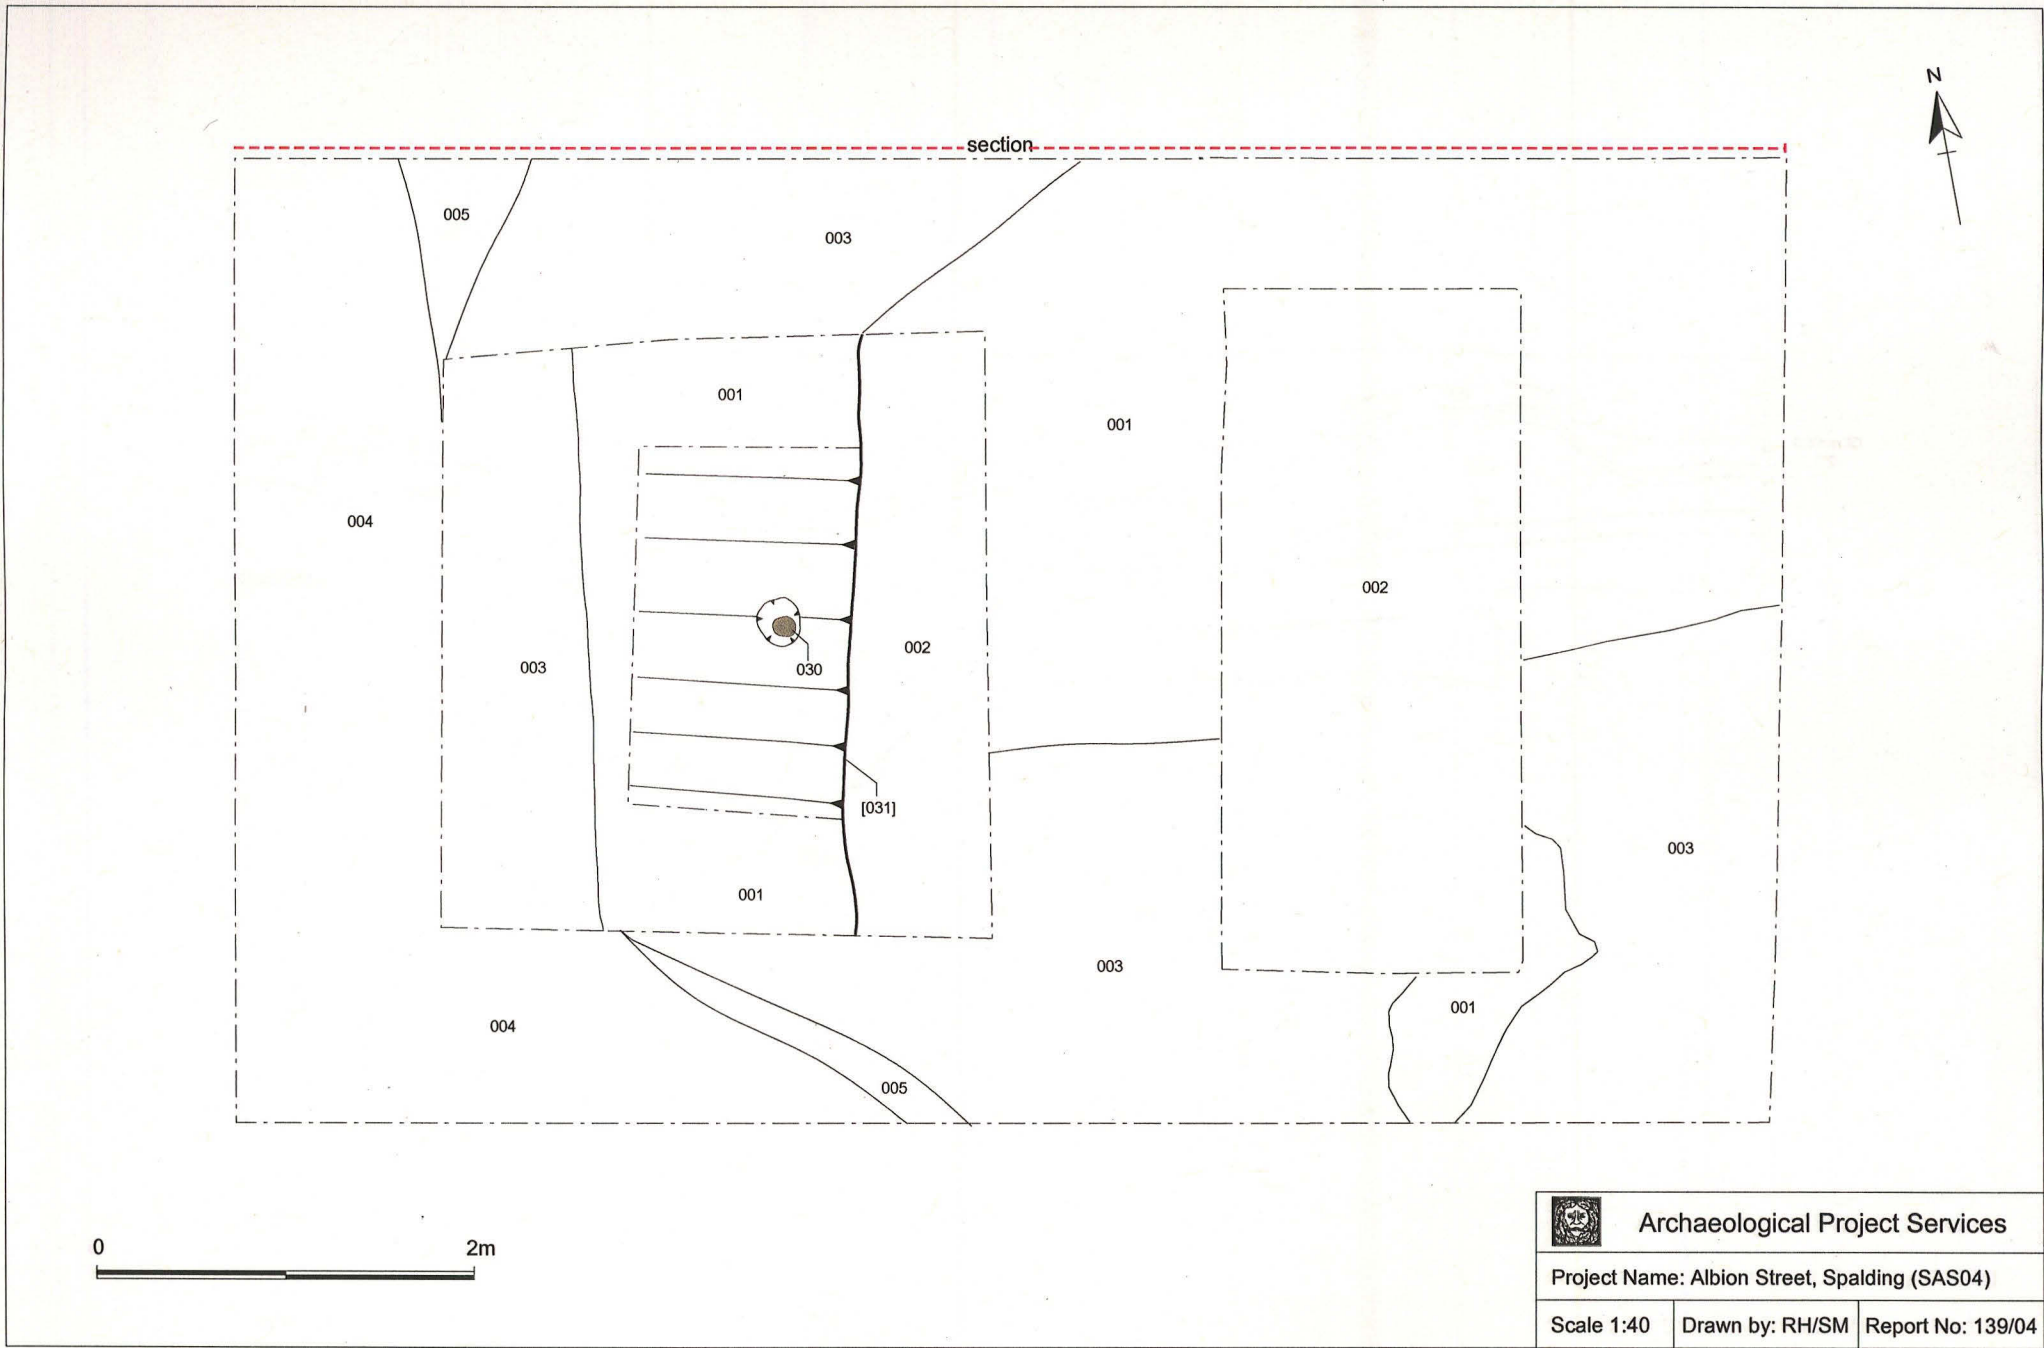 N
section
005
003
001
001
004
002
003
002
030
[031]
003
001
003
001
004
005
0 2m
Archaeological Project Services
Project Name: Albion Street, Spalding (SAS04)
Scale 1:40 Drawn by: RH/SM Report No: 139/04